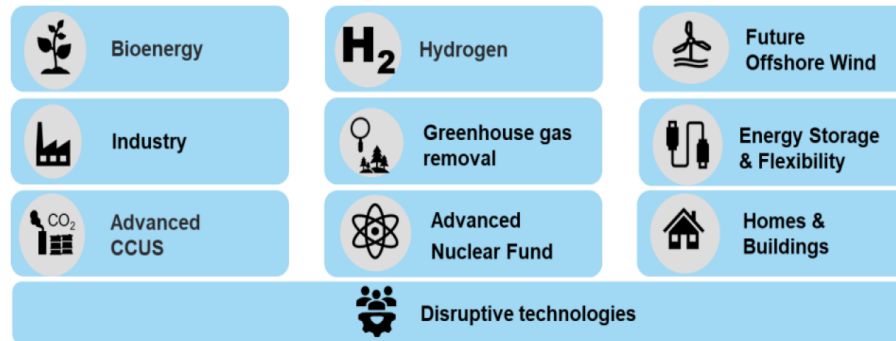 Bioenergy
H2
Hydrogen
Future
Offshore Wind
Industry
Greenhouse gas
removal
Energy Storage
& Flexibility
CO2
Advanced
CCUS
Advanced
Nuclear Fund
Homes &
Buildings
Disruptive technologies